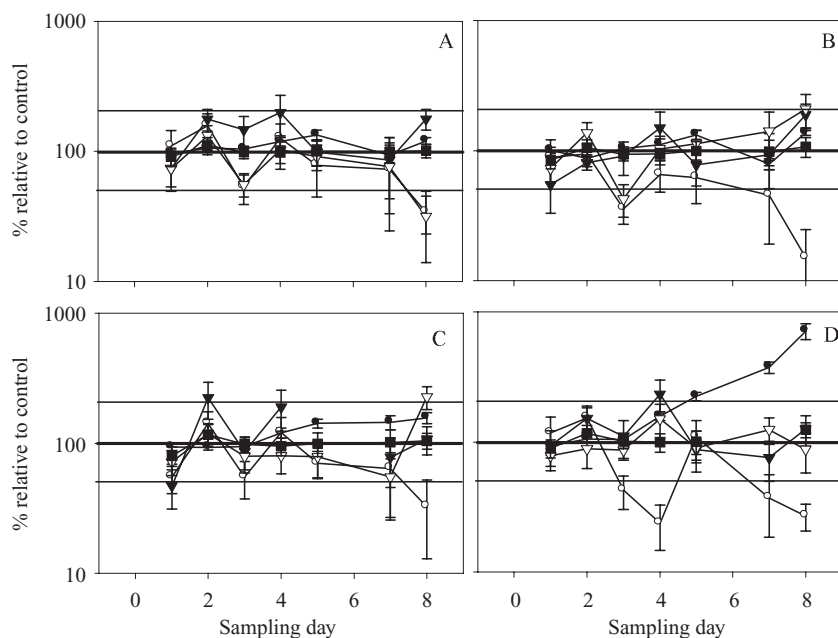 1000
A
B
% relative to control
100
10
1000
C
D
% relative to control
100
10
0 2 4 6 8 0 2 4 6 8
Sampling day Sampling day